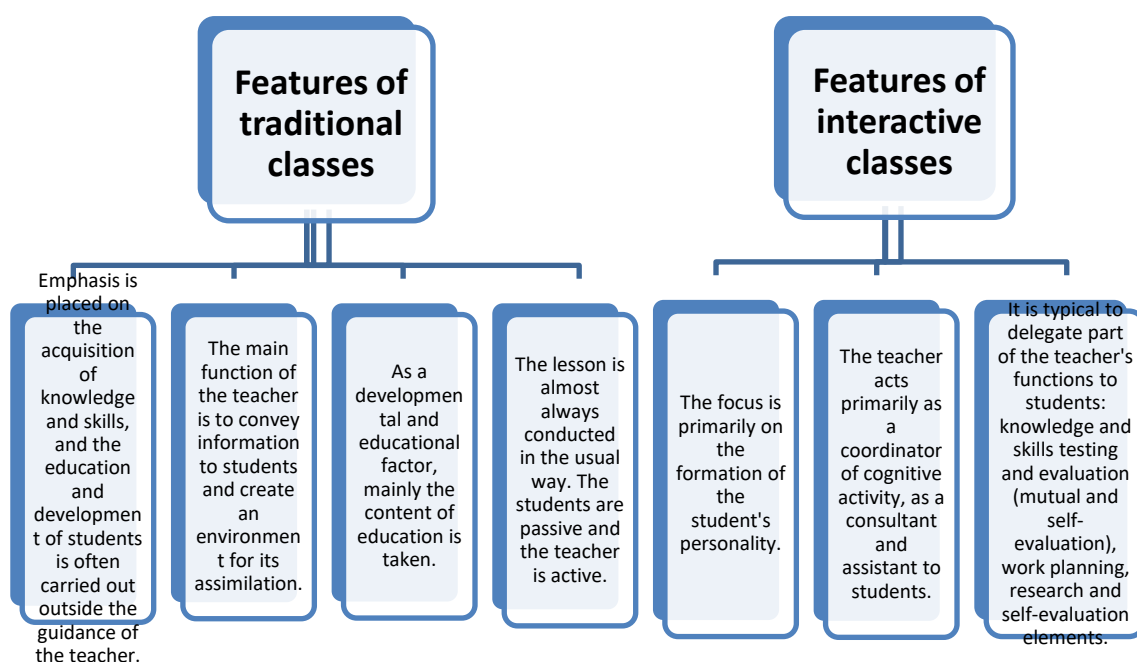 Features of
traditional
classes
Features of
interactive
classes
Emphasis is
placed on
the
acquisition
of
knowledge
and skills,
and the
education
and
developmen
t of students
is often
carried out
outside the
guidance of
the teacher.
The main
function of
the teacher
is to convey
information
to students
and create
an
environmen
t for its
assimilation.
As a
developmen
tal and
educational
factor,
mainly the
content of
education is
taken.
The lesson is
almost
always
conducted
in the usual
way. The
students are
passive and
the teacher
is active.
The focus is
primarily on
the
formation of
the
student's
personality.
The teacher
acts
primarily as
a
coordinator
of cognitive
activity, as a
consultant
and
assistant to
students.
It is typical to
delegate part
of the teacher's
functions to
students:
knowledge and
skills testing
and evaluation
(mutual and
self-
evaluation),
work planning,
research and
self-evaluation
elements.